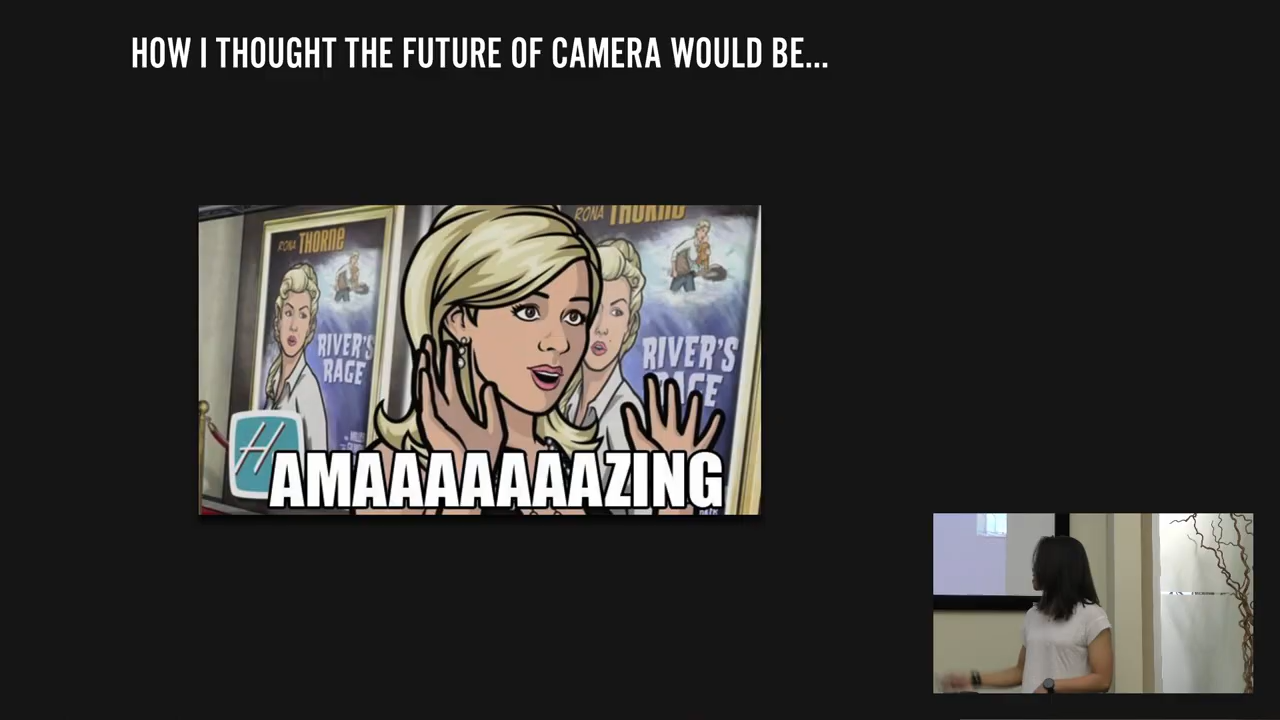 HOW I THOUGHT THE FUTURE OF CAMERA WOULD BE...
RONA THORNE
RONA THORNE
RIVER'S
RAGE
RIVER'S
RAGE
H
AMAAAAAAAZING